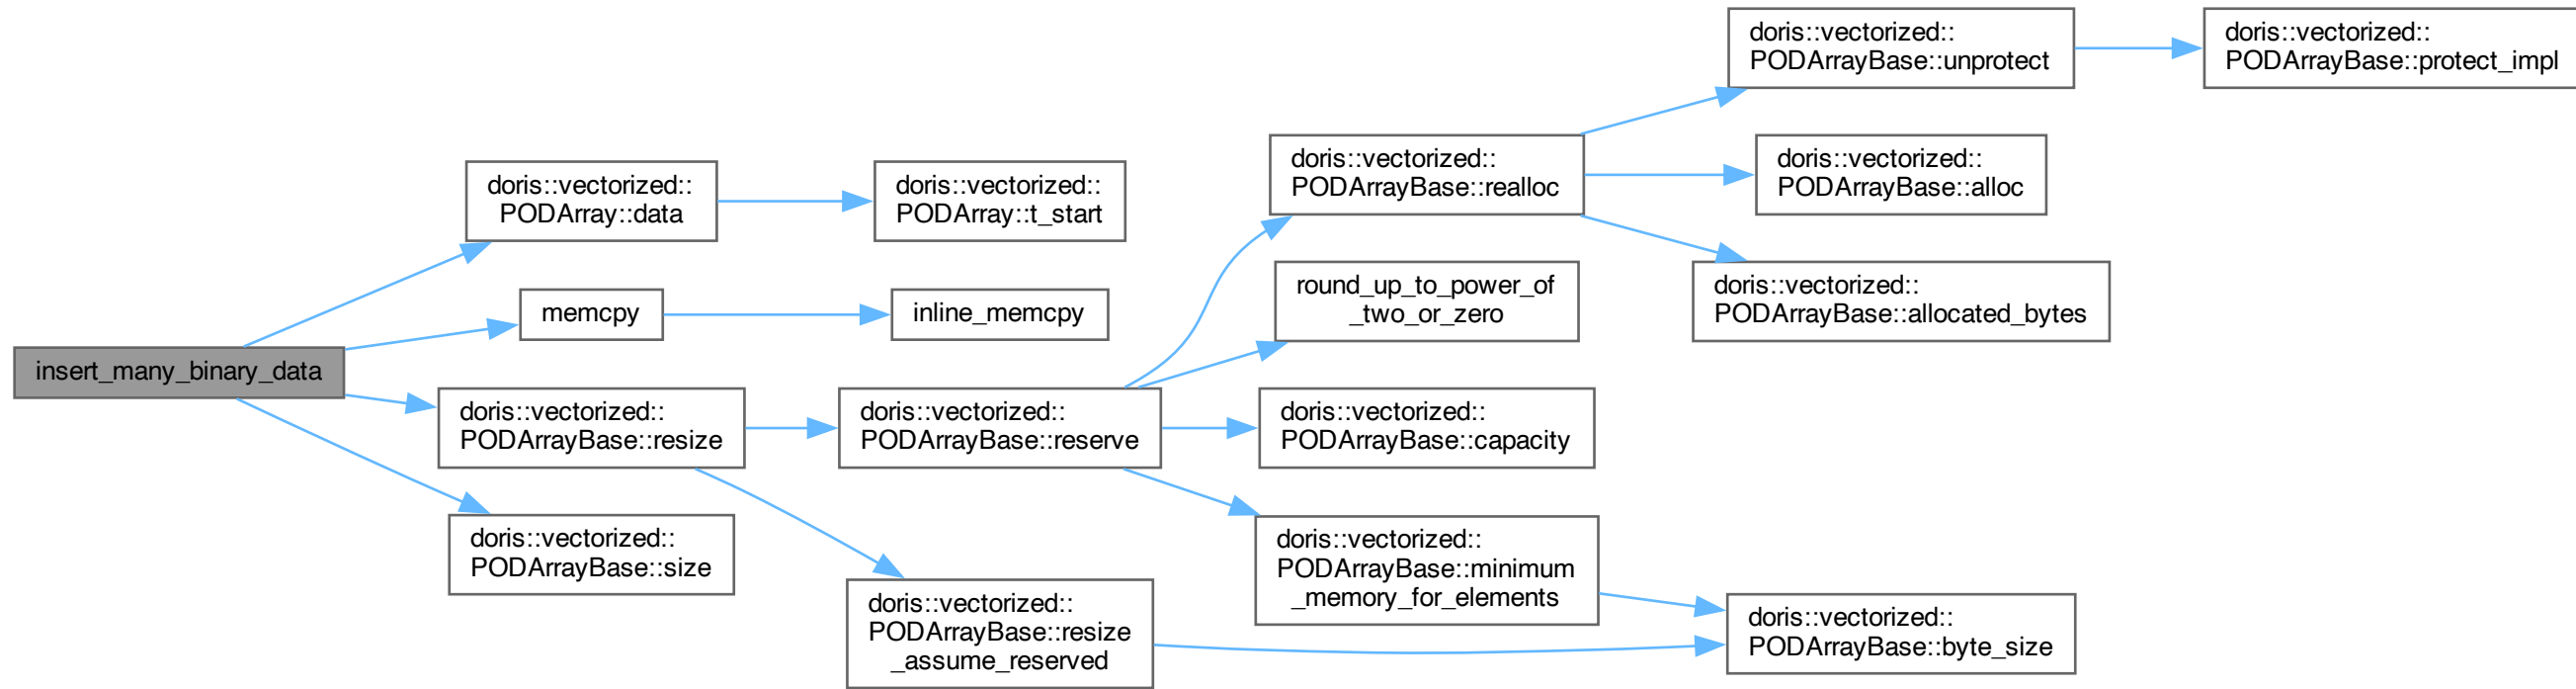 insert_many_binary_data
doris::vectorized::
PODArray::data
doris::vectorized::
PODArray::t_start
memcpy
inline_memcpy
doris::vectorized::
PODArrayBase::resize
doris::vectorized::
PODArrayBase::reserve
doris::vectorized::
PODArrayBase::realloc
doris::vectorized::
PODArrayBase::unprotect
doris::vectorized::
PODArrayBase::protect_impl
doris::vectorized::
PODArrayBase::alloc
doris::vectorized::
PODArrayBase::allocated_bytes
round_up_to_power_of
_two_or_zero
doris::vectorized::
PODArrayBase::capacity
doris::vectorized::
PODArrayBase::minimum
_memory_for_elements
doris::vectorized::
PODArrayBase::byte_size
doris::vectorized::
PODArrayBase::resize
_assume_reserved
doris::vectorized::
PODArrayBase::size